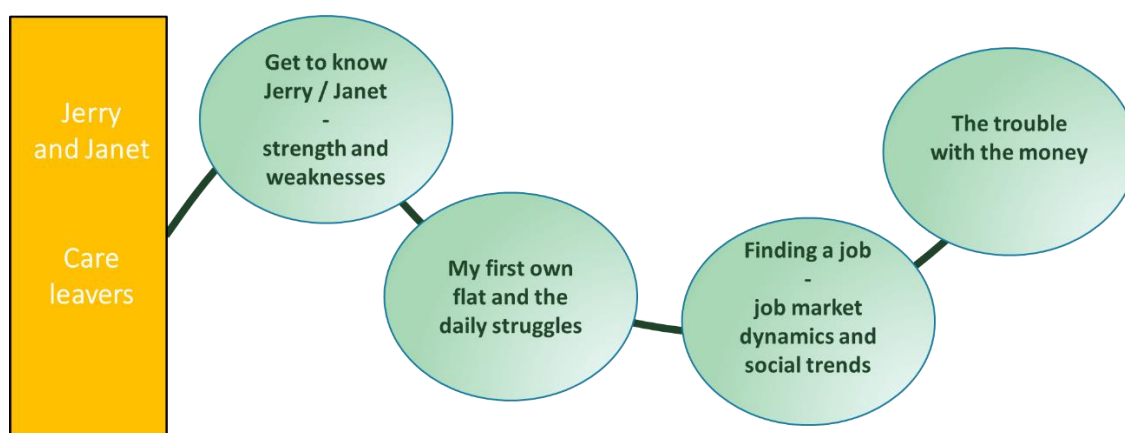 Jerry
and Janet
Care
leavers
Get to know
Jerry / Janet
-
strength and
weaknesses
My first own
flat and the
daily struggles
Finding a job
-
job market
dynamics and
social trends
The trouble
with the money